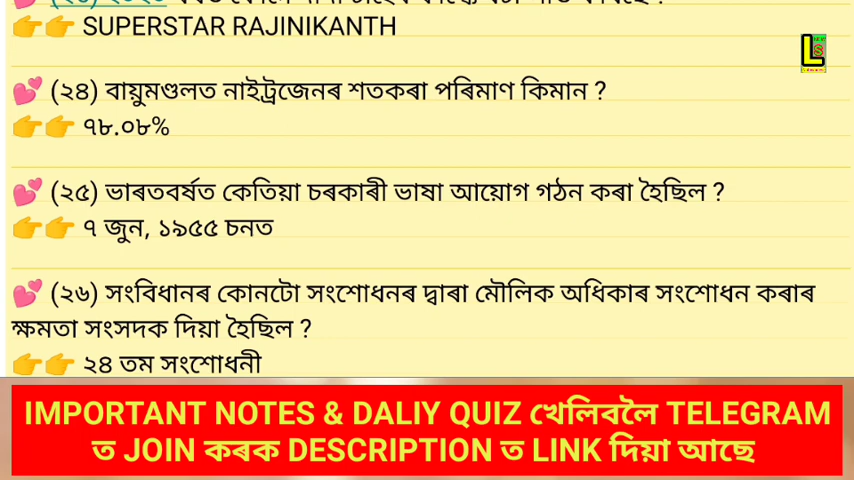 SUPERSTAR RAJINIKANTH
(২৪) বায়ুমণ্ডলত নাইট্ৰজেনৰ শতকৰা পৰিমাণ কিমান ?
৭৮.০৮%
(২৫) ভাৰতবৰ্ষত কেতিয়া চৰকাৰী ভাষা আয়োগ গঠন কৰা হৈছিল ?
৭ জুন, ১৯৫৫ চনত
(২৬) সংবিধানৰ কোনটো সংশোধনৰ দ্বাৰা মৌলিক অধিকাৰ সংশোধন কৰাৰ
ক্ষমতা সংসদক দিয়া হৈছিল ?
২৪ তম সংশোধনী
IMPORTANT NOTES & DALIY QUIZ খেলিবলৈ TELEGRAM
ত JOIN কৰক DESCRIPTION ত LINK দিয়া আছে